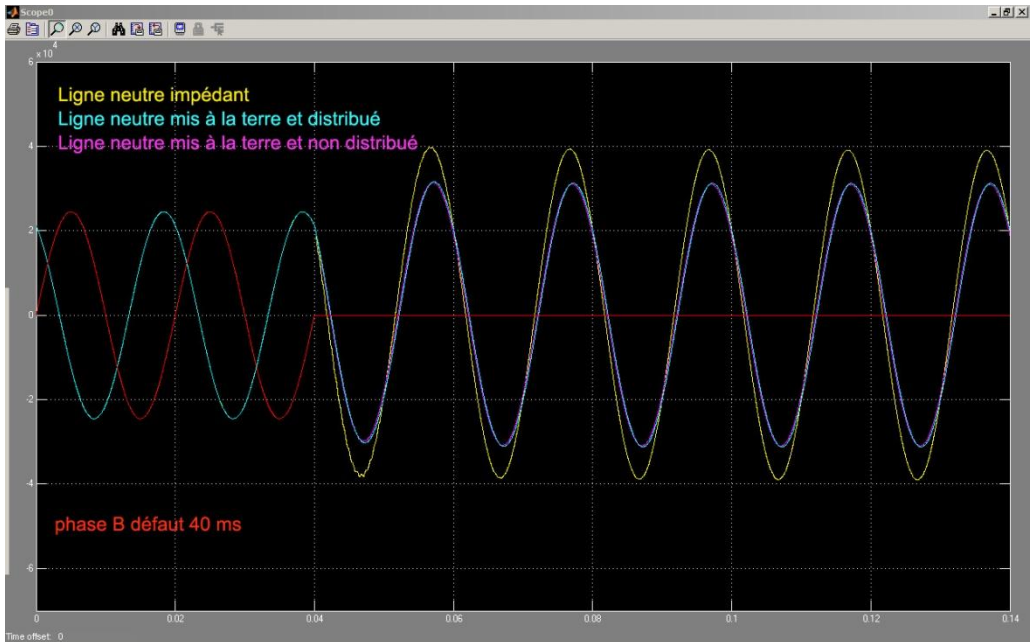 Scope0
x 10
4
6
Ligne neutre impédant
Ligne neutre mis à la terre et distribué
Ligne neutre mis à la terre et non distribué
4
2
0
-2
-4
phase B défaut 40 ms
-6
0 0.02 0.04 0.06 0.08 0.1 0.12 0.14
Time offset: 0